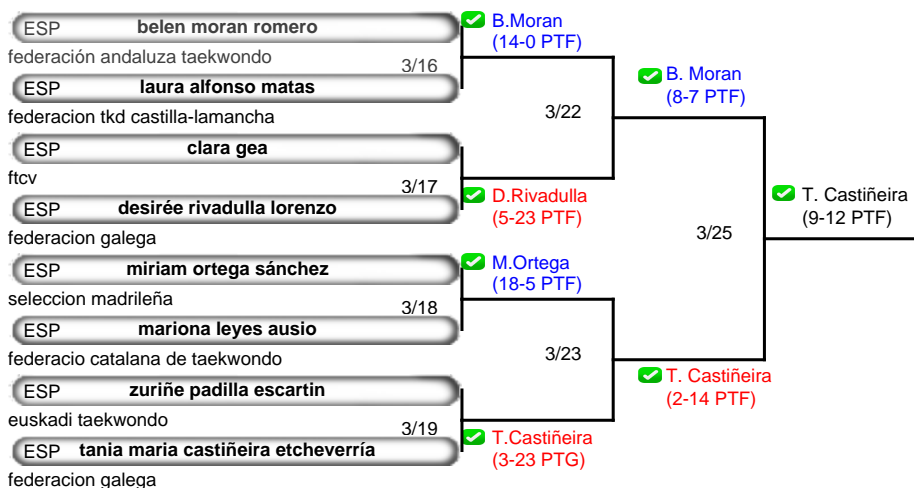 ESP belen moran romero
federación andaluza taekwondo
3/16
ESP laura alfonso matas
federacion tkd castilla-lamancha
ESP clara gea
ftcv
3/17
ESP desirée rivadulla lorenzo
federacion galega
ESP miriam ortega sánchez
seleccion madrileña
3/18
ESP mariona leyes ausio
federacio catalana de taekwondo
ESP zuriñe padilla escartin
euskadi taekwondo
3/19
ESP tania maria castiñeira etcheverría
federacion galega
B.Moran
(14-0 PTF)
3/22
D.Rivadulla
(5-23 PTF)
M.Ortega
(18-5 PTF)
3/23
T.Castiñeira
(3-23 PTG)
B. Moran
(8-7 PTF)
3/25
T. Castiñeira
(2-14 PTF)
T. Castiñeira
(9-12 PTF)